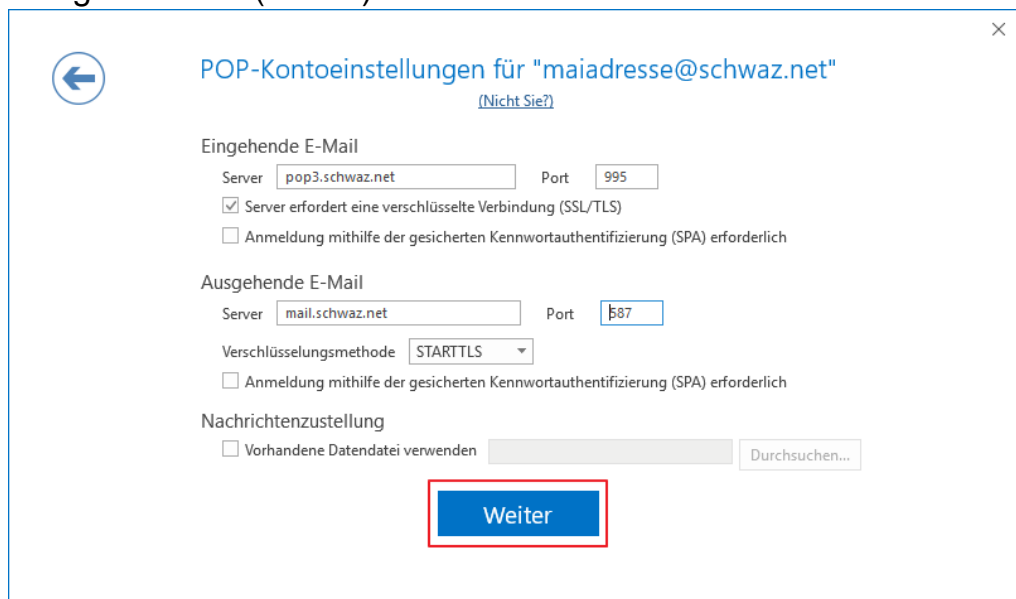 POP-Kontoeinstellungen für "maiadresse@schwaz.net"
(Nicht Sie?)
Eingehende E-Mail
Server pop3.schwaz.net Port 995
Server erfordert eine verschlüsselte Verbindung (SSL/TLS)
Anmeldung mithilfe der gesicherten Kennwortauthentifizierung (SPA) erforderlich
Ausgehende E-Mail
Server mail.schwaz.net Port 587
Verschlüsselungsmethode STARTTLS
Anmeldung mithilfe der gesicherten Kennwortauthentifizierung (SPA) erforderlich
Nachrichtenzustellung
Vorhandene Datendatei verwenden Durchsuchen...
Weiter